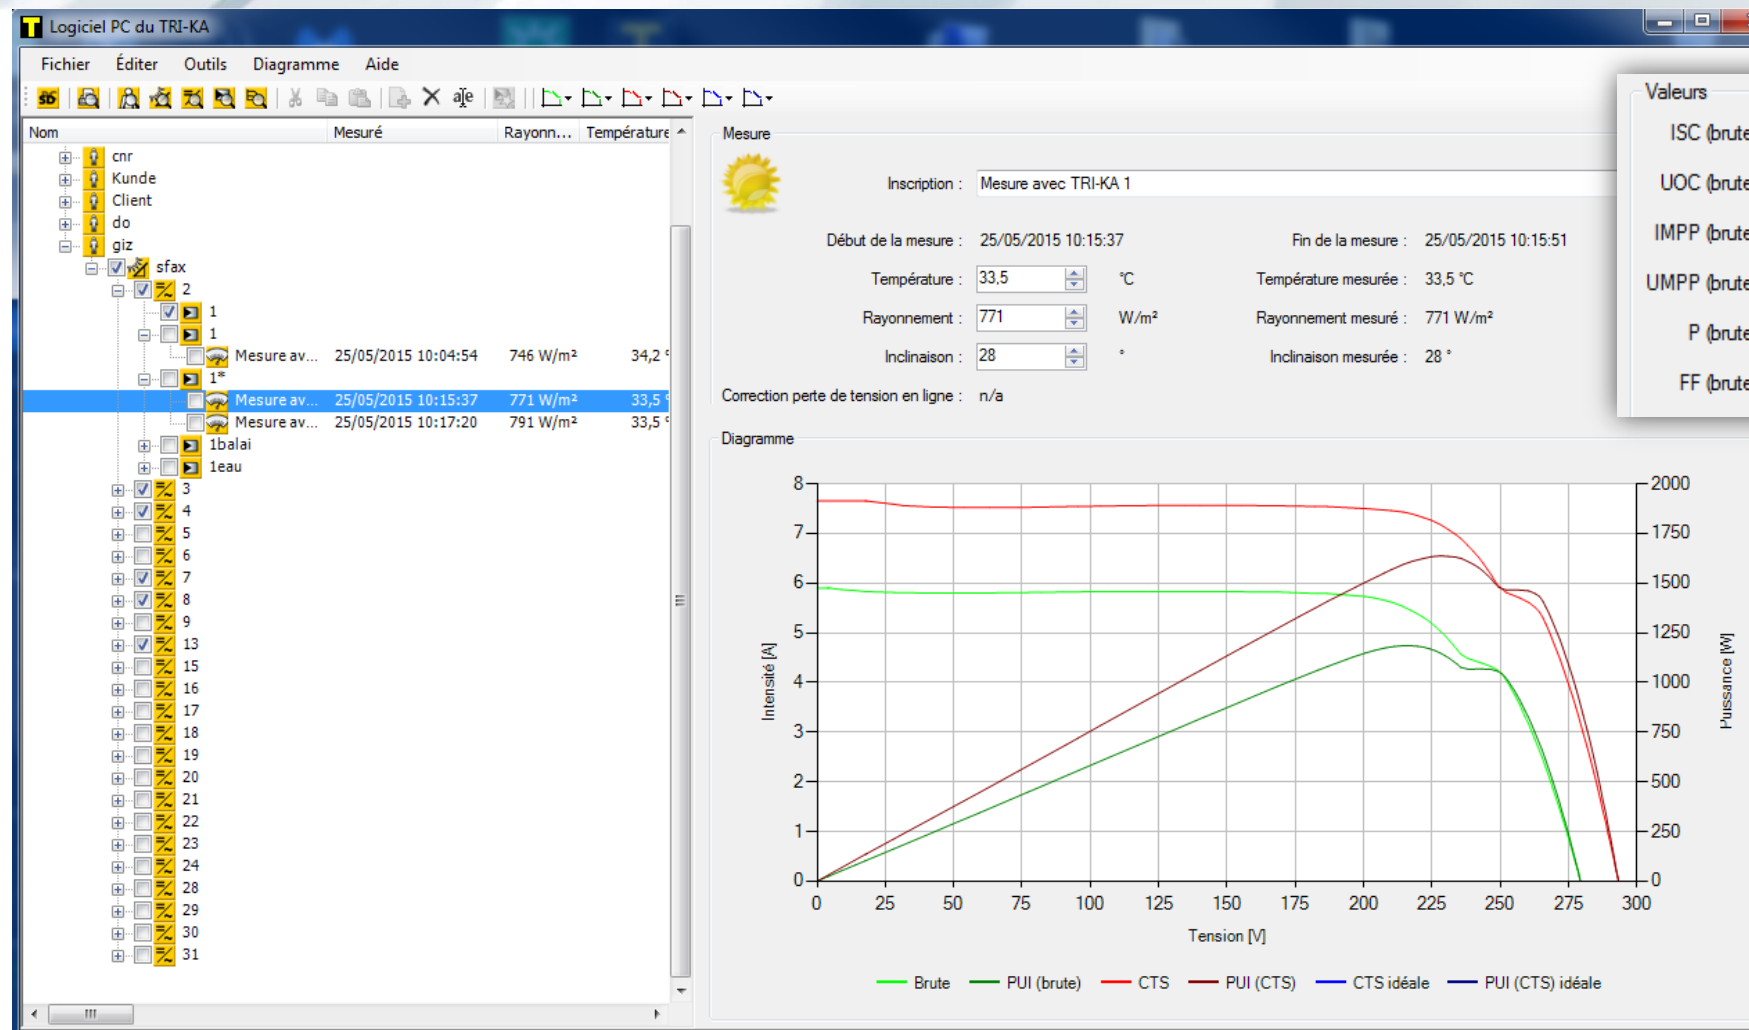 Logiciel PC du TRI-KA
Fichier Éditer Outils Diagramme Aide
Nom Mesuré Rayonn... Température
cnr
Kunde
Client
do
giz
sfax
2
1
1
Mesure av... 25/05/2015 10:04:54 746 W/m² 34,2 °
1*
Mesure av... 25/05/2015 10:15:37 771 W/m² 33,5 °
Mesure av... 25/05/2015 10:17:20 791 W/m² 33,5 °
1balai
1eau
3
4
5
6
7
8
9
13
15
16
17
18
19
20
21
22
23
24
28
29
30
31
Mesure
Inscription : Mesure avec TRI-KA 1
Début de la mesure : 25/05/2015 10:15:37 Fin de la mesure : 25/05/2015 10:15:51
Température : 33,5 °C Température mesurée : 33,5 °C
Rayonnement : 771 W/m² Rayonnement mesuré : 771 W/m²
Inclinaison : 28 ° Inclinaison mesurée : 28 °
Correction perte de tension en ligne : n/a
Valeurs
ISC (brute
UOC (brute
IMPP (brute
UMPP (brute
P (brute
FF (brute
Diagramme
8 2000
7 1750
6 1500
5 1250
4 1000
3 750
2 500
1 250
0 0
Intensité [A]
Puissance [W]
0 25 50 75 100 125 150 175 200 225 250 275 300
Tension [V]
Brute PUI (brute) CTS PUI (CTS) CTS idéale PUI (CTS) idéale